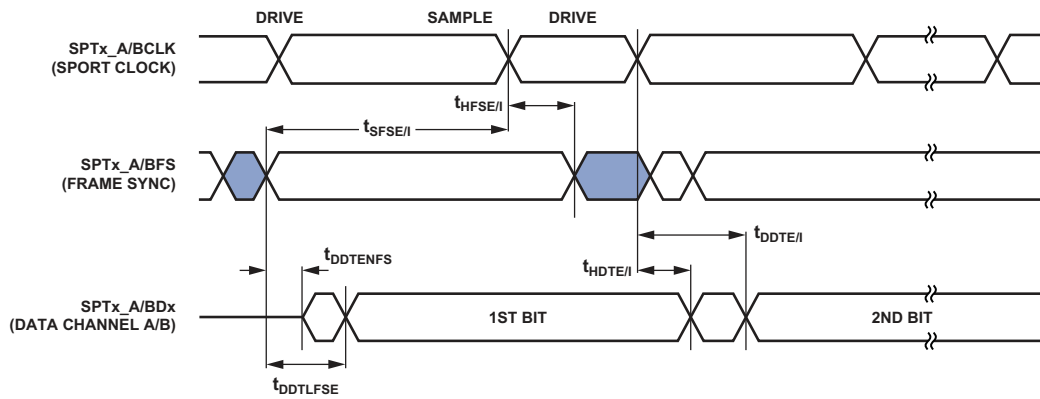 DRIVE SAMPLE DRIVE
SPTx_A/BCLK
(SPORT CLOCK)
tHFSE/I
tSFSE/I
SPTx_A/BFS
(FRAME SYNC)
tDDTE/I
tDDTENFS
tHDTE/I
SPTx_A/BDx
(DATA CHANNEL A/B)
1ST BIT 2ND BIT
tDDTLFSE